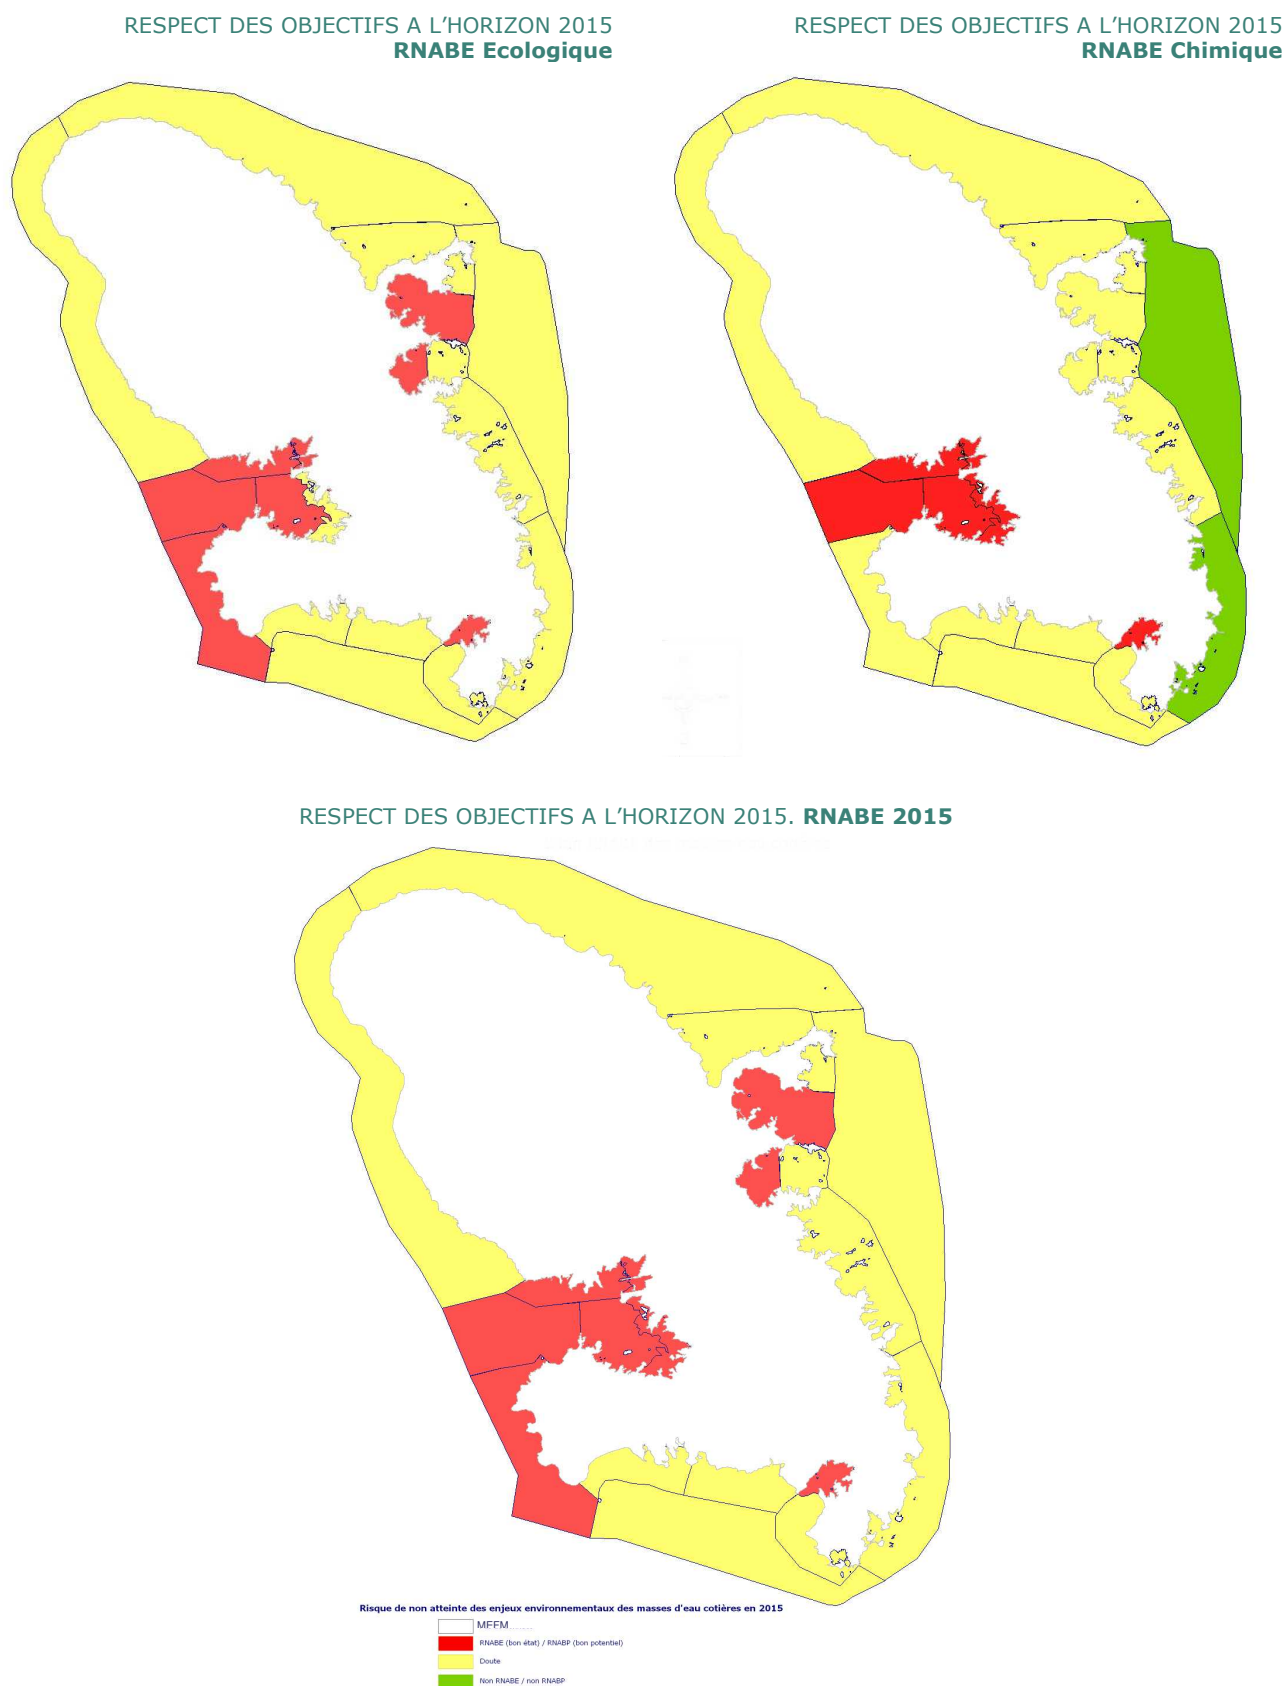 RESPECT DES OBJECTIFS A L'HORIZON 2015
RNABE Ecologique
RESPECT DES OBJECTIFS A L'HORIZON 2015
RNABE Chimique
RESPECT DES OBJECTIFS A L'HORIZON 2015. RNABE 2015
Risque de non atteinte des enjeux environnementaux des masses d'eau cotières en 2015
MEFM
RNABE (bon état) / RNABP (bon potentiel)
Doute
Non RNABE / non RNABP